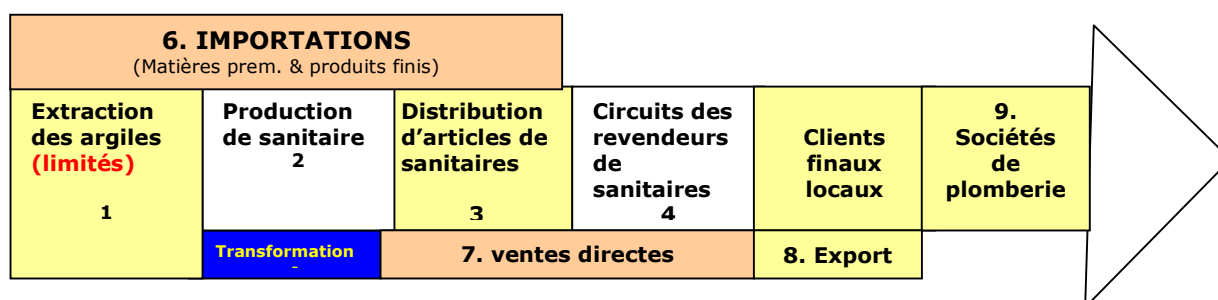 6. IMPORTATIONS
(Matières prem. & produits finis)
Extraction
des argiles
(limités)
1
Production
de sanitaire
2
Distribution
d’articles de
sanitaires
3
Circuits des
revendeurs
de
sanitaires
4
Clients
finaux
locaux
9.
Sociétés
de
plomberie
Transformation
7. ventes directes
8. Export